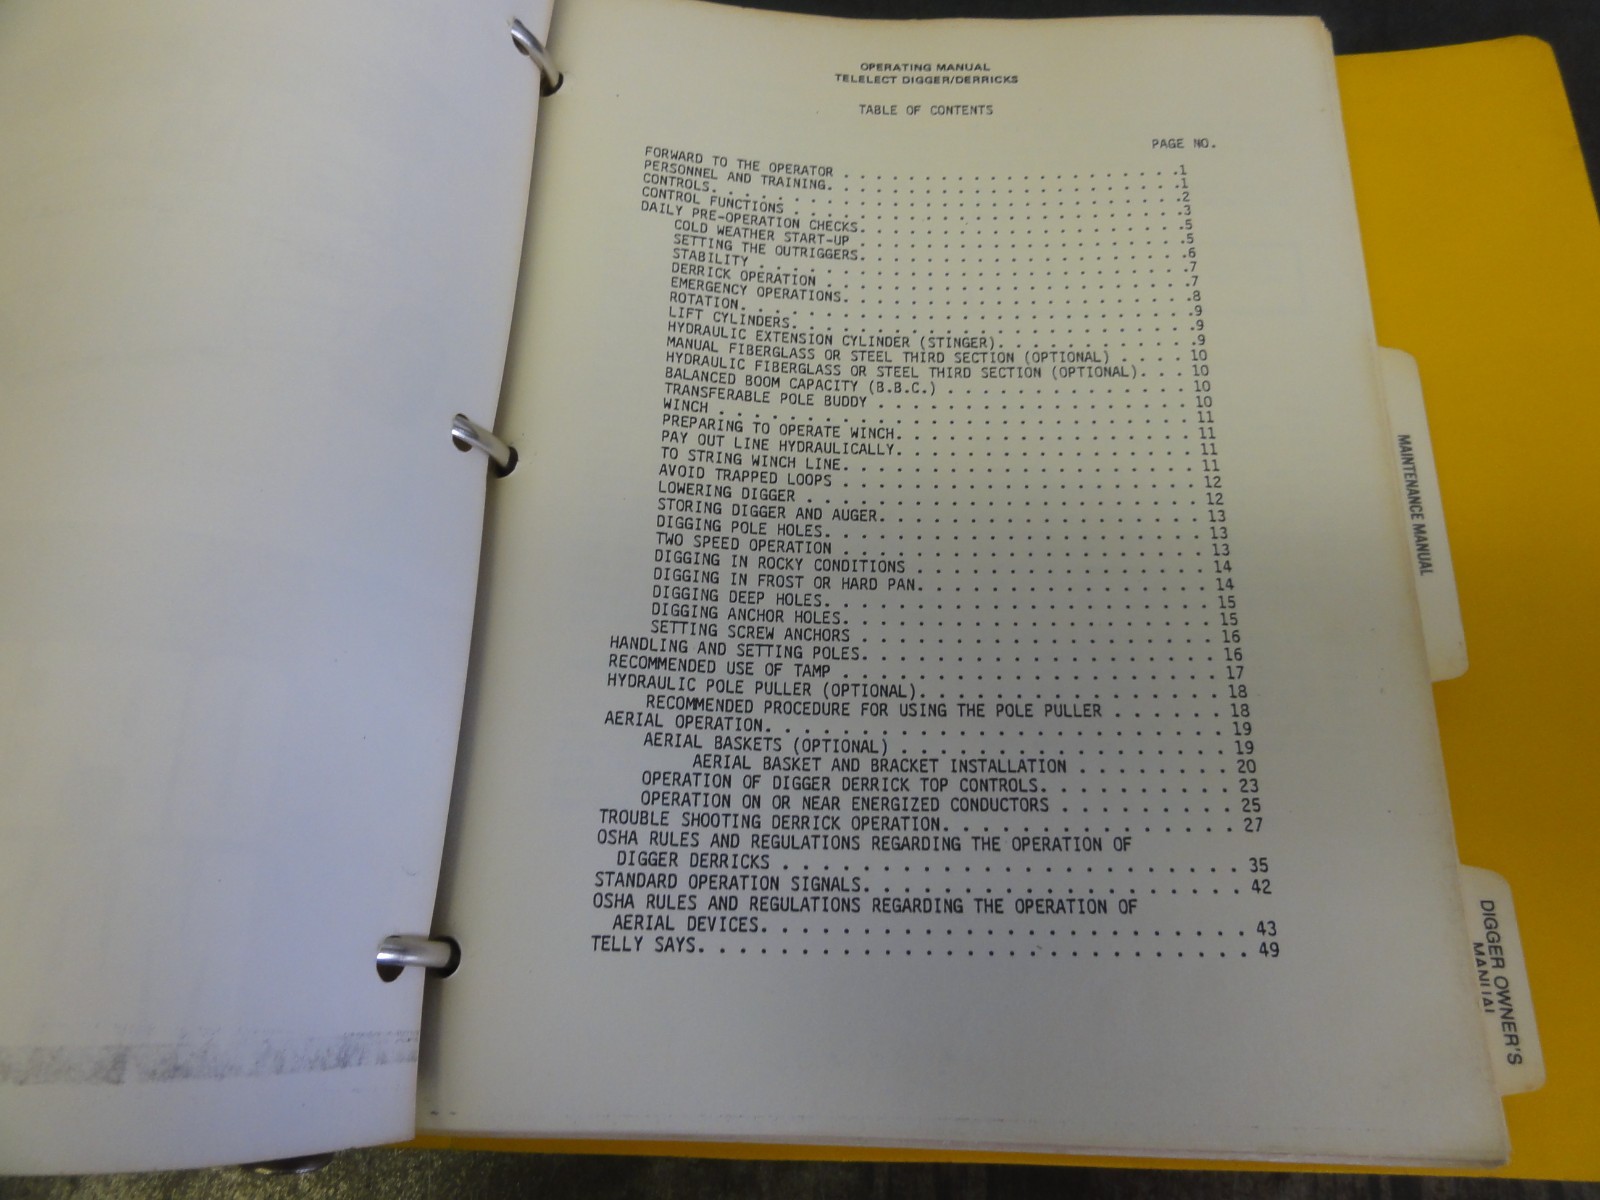 OPERATING MANUAL
TELELECT DIGGER/DERRICKS
TABLE OF CONTENTS
PAGE NO.
FORWARD TO THE OPERATOR . . . . . . . . . . . . . . . . . . . .1
PERSONNEL AND TRAINING. . . . . . . . . . . . . . . . . . . . .1
CONTROLS. . . . . . . . . . . . . . . . . . . . . . . . . . .2
CONTROL FUNCTIONS . . . . . . . . . . . . . . . . . . . . . . .3
DAILY PRE-OPERATION CHECKS. . . . . . . . . . . . . . . . . . .5
COLD WEATHER START-UP . . . . . . . . . . . . . . . . . . . .5
SETTING THE OUTRIGGERS. . . . . . . . . . . . . . . . . . . .6
STABILITY . . . . . . . . . . . . . . . . . . . . . . . . .7
DERRICK OPERATION . . . . . . . . . . . . . . . . . . . . . .7
EMERGENCY OPERATIONS. . . . . . . . . . . . . . . . . . . . .8
ROTATION. . . . . . . . . . . . . . . . . . . . . . . . . .9
LIFT CYLINDERS. . . . . . . . . . . . . . . . . . . . . . . .9
HYDRAULIC EXTENSION CYLINDER (STINGER). . . . . . . . . . . .9
MANUAL FIBERGLASS OR STEEL THIRD SECTION (OPTIONAL) . . . . 10
HYDRAULIC FIBERGLASS OR STEEL THIRD SECTION (OPTIONAL). . . 10
BALANCED BOOM CAPACITY (B.B.C.) . . . . . . . . . . . . . . 10
TRANSFERABLE POLE BUDDY . . . . . . . . . . . . . . . . . . 10
WINCH . . . . . . . . . . . . . . . . . . . . . . . . . . . 11
PREPARING TO OPERATE WINCH. . . . . . . . . . . . . . . . . 11
PAY OUT LINE HYDRAULICALLY. . . . . . . . . . . . . . . . . 11
TO STRING WINCH LINE. . . . . . . . . . . . . . . . . . . . 11
AVOID TRAPPED LOOPS . . . . . . . . . . . . . . . . . . . . 12
LOWERING DIGGER . . . . . . . . . . . . . . . . . . . . . . 12
STORING DIGGER AND AUGER. . . . . . . . . . . . . . . . . . 13
DIGGING POLE HOLES. . . . . . . . . . . . . . . . . . . . . 13
TWO SPEED OPERATION . . . . . . . . . . . . . . . . . . . . 13
DIGGING IN ROCKY CONDITIONS . . . . . . . . . . . . . . . . 14
DIGGING IN FROST OR HARD PAN. . . . . . . . . . . . . . . . 14
DIGGING DEEP HOLES. . . . . . . . . . . . . . . . . . . . . 15
DIGGING ANCHOR HOLES. . . . . . . . . . . . . . . . . . . . 15
SETTING SCREW ANCHORS . . . . . . . . . . . . . . . . . . . 16
HANDLING AND SETTING POLES. . . . . . . . . . . . . . . . . . 16
RECOMMENDED USE OF TAMP . . . . . . . . . . . . . . . . . . . 17
HYDRAULIC POLE PULLER (OPTIONAL). . . . . . . . . . . . . . . 18
RECOMMENDED PROCEDURE FOR USING THE POLE PULLER . . . . . . 18
AERIAL OPERATION. . . . . . . . . . . . . . . . . . . . . . . 19
AERIAL BASKETS (OPTIONAL) . . . . . . . . . . . . . . . . . 19
AERIAL BASKET AND BRACKET INSTALLATION . . . . . . . . 20
OPERATION OF DIGGER DERRICK TOP CONTROLS. . . . . . . . . . 23
OPERATION ON OR NEAR ENERGIZED CONDUCTORS . . . . . . . . . 25
TROUBLE SHOOTING DERRICK OPERATION. . . . . . . . . . . . . . 27
OSHA RULES AND REGULATIONS REGARDING THE OPERATION OF
DIGGER DERRICKS . . . . . . . . . . . . . . . . . . . . . 35
STANDARD OPERATION SIGNALS. . . . . . . . . . . . . . . . . . 42
OSHA RULES AND REGULATIONS REGARDING THE OPERATION OF
AERIAL DEVICES. . . . . . . . . . . . . . . . . . . . . . 43
TELLY SAYS. . . . . . . . . . . . . . . . . . . . . . . . . . 49
MAINTENANCE MANUAL
DIGGER OWNER'S
MANUAL